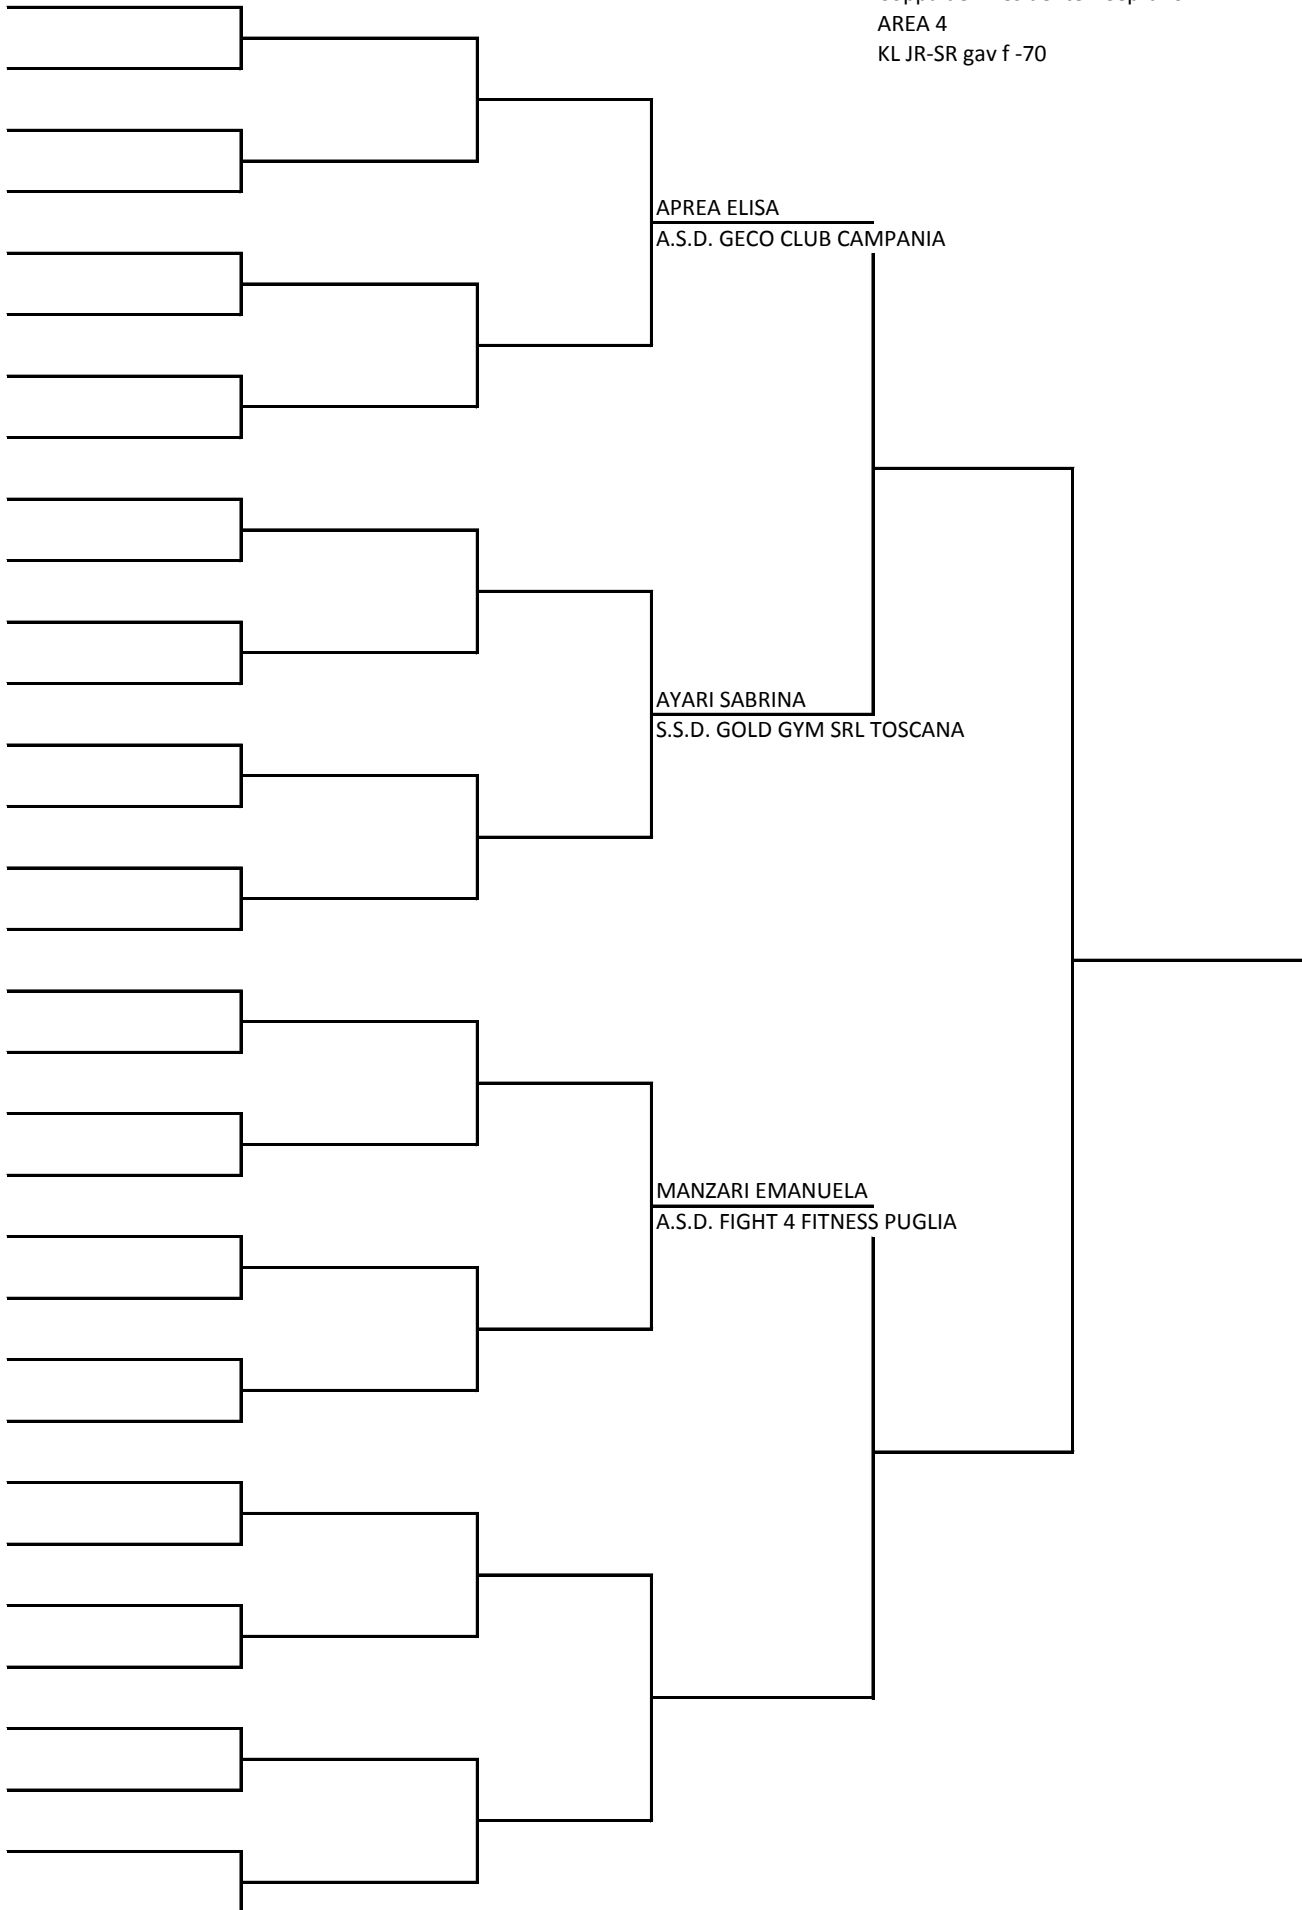 AREA 4
KL JR-SR gav f -70
APREA ELISA
A.S.D. GECO CLUB CAMPANIA
AYARI SABRINA
S.S.D. GOLD GYM SRL TOSCANA
MANZARI EMANUELA
A.S.D. FIGHT 4 FITNESS PUGLIA